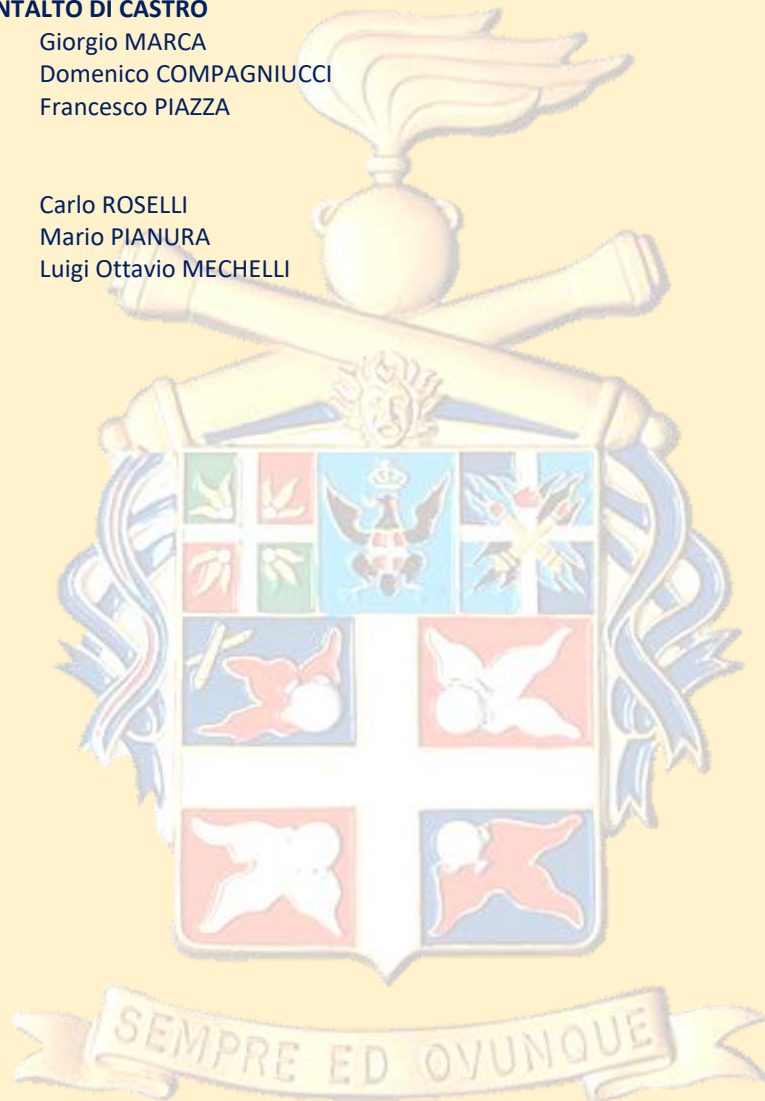 NTALTO DI CASTRO
Giorgio MARCA
Domenico COMPAGNIUCCI
Francesco PIAZZA
Carlo ROSELLI
Mario PIANURA
Luigi Ottavio MECHELLI
SEMPRE ED OVUNQUE